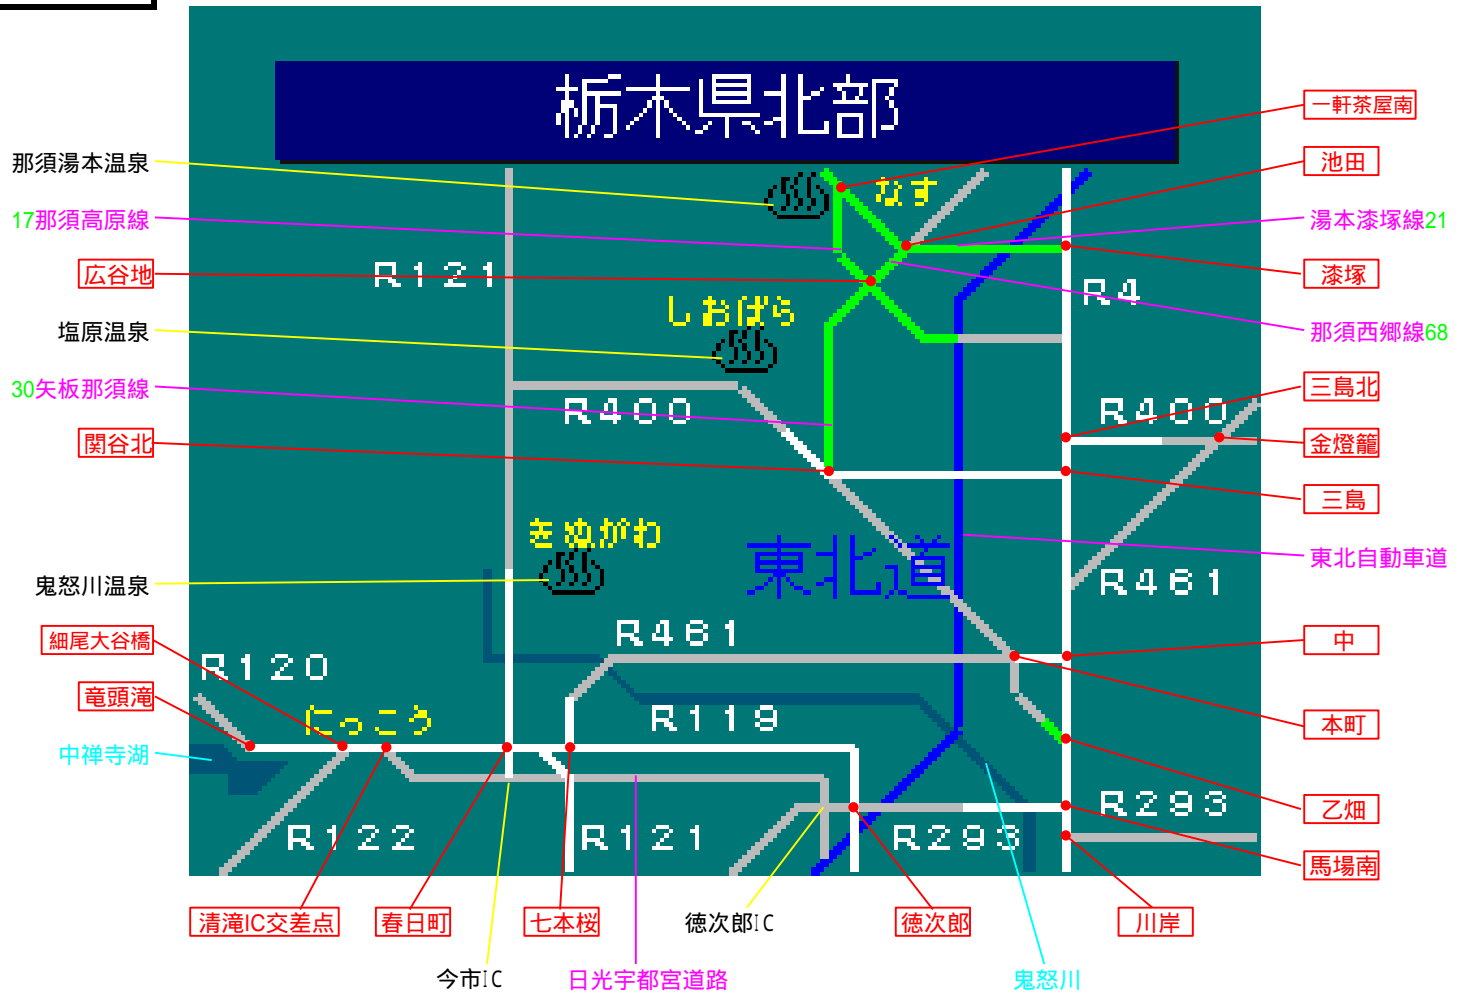 栃木県北部
一軒茶屋南
那須湯本温泉
池田
なす
17那須高原線
湯本漆塚線21
広谷地
R121
漆塚
R4
しおばら
塩原温泉
那須西郷線68
30矢板那須線
三島北
R400
R400
関谷北
金燈籠
三島
きぬがわ
東北道
東北自動車道
鬼怒川温泉
R461
細尾大谷橋
R461
中
R120
竜頭滝
にっこう
R119
本町
中禅寺湖
R122
R121
R293
R293
乙畑
馬場南
清滝IC交差点
春日町
七本桜
徳次郎IC
徳次郎
川岸
今市IC
日光宇都宮道路
鬼怒川